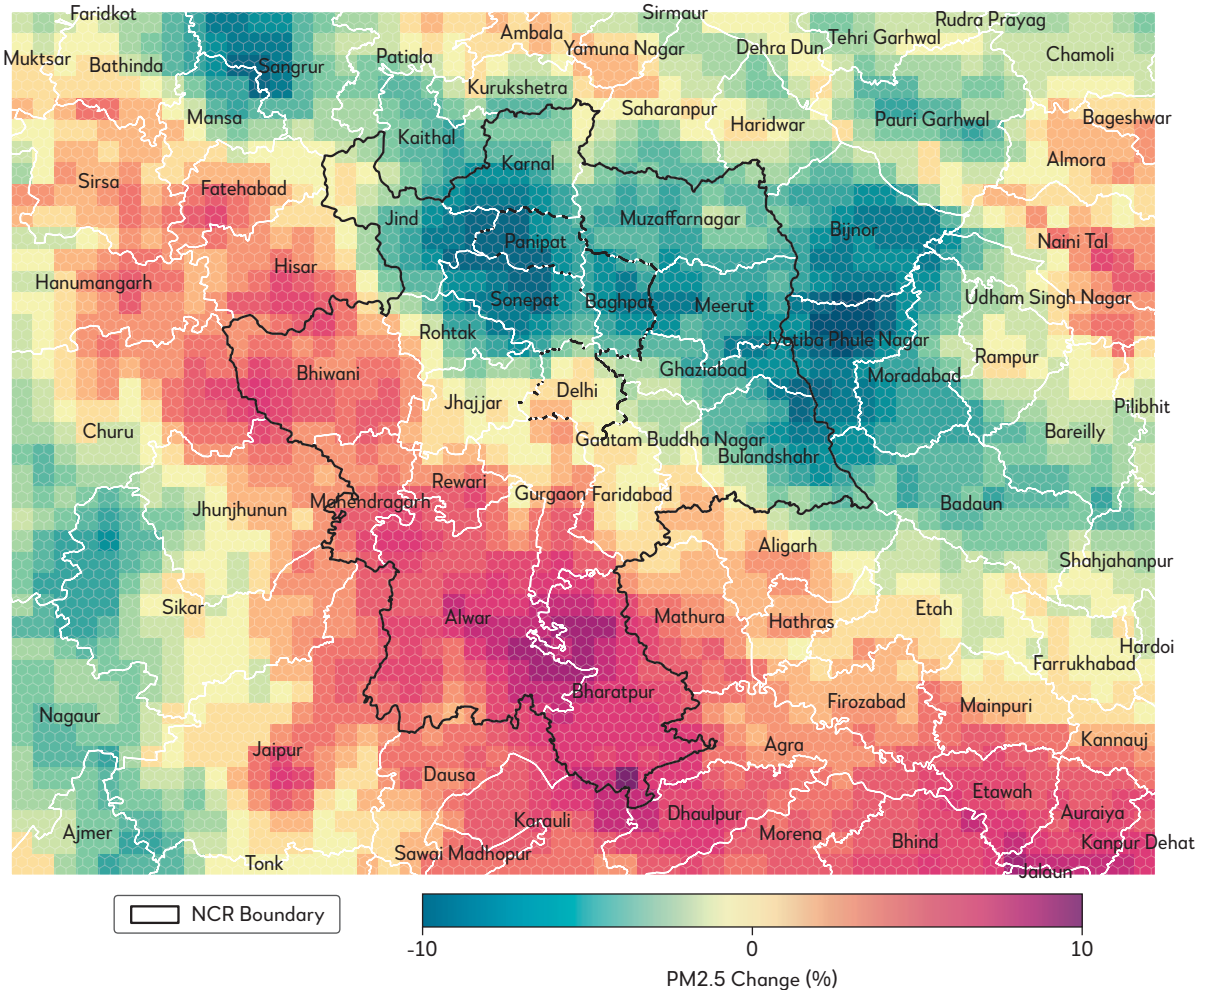 Faridkot
Sirmaur
Rudra Prayag
Ambala
Tehri Garhwal
Muktsar
Bathinda
Sangrur
Patiala
Yamuna Nagar
Dehra Dun
Chamoli
Kurukshetra
Mansa
Saharanpur
Haridwar
Pauri Garhwal
Bageshwar
Kaithal
Karnal
Almora
Sirsa
Fatehabad
Jind
Muzaffarnagar
Bijnor
Panipat
Naini Tal
Hanumangarh
Hisar
Sonepat
Baghpat
Meerut
Udham Singh Nagar
Rohtak
Jyotiba Phule Nagar
Rampur
Bhiwani
Ghaziabad
Moradabad
Delhi
Jhajjar
Pilibhit
Churu
Gautam Buddha Nagar
Bareilly
Bulandshahr
Rewari
Mahendragarh
Gurgaon
Faridabad
Jhunjhunun
Badaun
Aligarh
Shahjahanpur
Sikar
Alwar
Mathura
Hathras
Etah
Hardoi
Farrukhabad
Bharatpur
Firozabad
Mainpuri
Nagaur
Jaipur
Agra
Kannauj
Dausa
Etawah
Ajmer
Karauli
Dhaulpur
Morena
Bhind
Auraiya
Kanpur Dehat
Tonk
Sawai Madhopur
Jalaun
NCR Boundary
-10
0
10
PM2.5 Change (%)